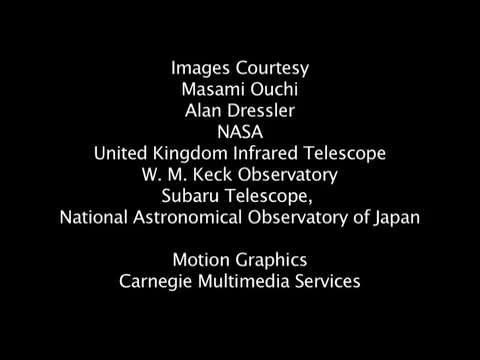 Images Courtesy
Masami Ouchi
Alan Dressler
NASA
United Kingdom Infrared Telescope
W. M. Keck Observatory
Subaru Telescope,
National Astronomical Observatory of Japan
Motion Graphics
Carnegie Multimedia Services